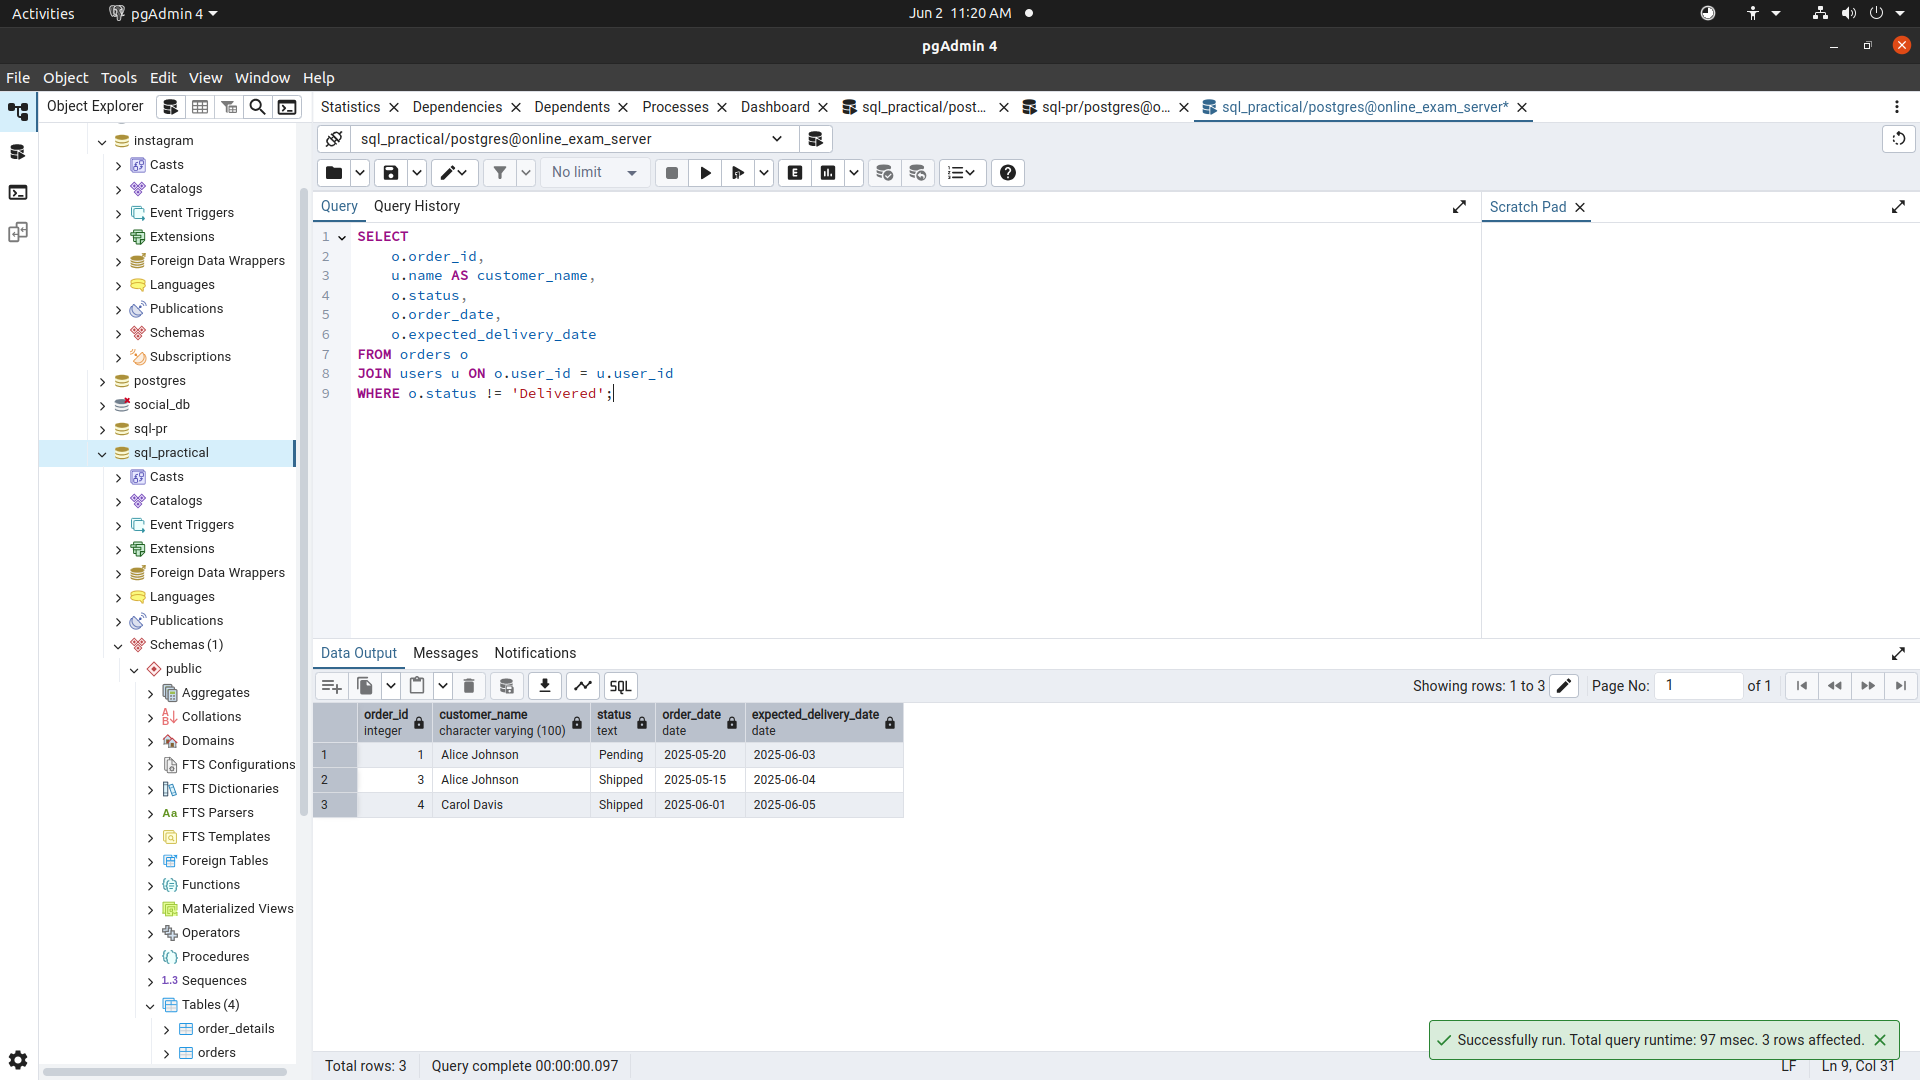 Activities
pgAdmin 4
Jun 2 11:20 AM
pgAdmin 4
File Object Tools Edit View Window Help
Object Explorer
Statistics
Dependencies
Dependents
Processes
Dashboard
sql_practical/post...
sql-pr/postgres@o...
sql_practical/postgres@online_exam_server*
sql_practical/postgres@online_exam_server
No limit
E
Query
Query History
Scratch Pad
instagram
Casts
Catalogs
Event Triggers
Extensions
Foreign Data Wrappers
Languages
Publications
Schemas
Subscriptions
postgres
social_db
sql-pr
sql_practical
Casts
Catalogs
Event Triggers
Extensions
Foreign Data Wrappers
Languages
Publications
Schemas (1)
public
Aggregates
Collations
Domains
FTS Configurations
FTS Dictionaries
Aa FTS Parsers
FTS Templates
Foreign Tables
Functions
Materialized Views
Operators
Procedures
1..3 Sequences
Tables (4)
order_details
orders
1 SELECT
2 o.order_id,
3 u.name AS customer_name,
4 o.status,
5 o.order_date,
6 o.expected_delivery_date
7 FROM orders o
8 JOIN users u ON o.user_id = u.user_id
9 WHERE o.status != 'Delivered';
Data Output
Messages
Notifications
SQL
Showing rows: 1 to 3
Page No: 1 of 1
order_id integer
customer_name character varying (100)
status text
order_date date
expected_delivery_date date
1 1 Alice Johnson Pending 2025-05-20 2025-06-03
2 3 Alice Johnson Shipped 2025-05-15 2025-06-04
3 4 Carol Davis Shipped 2025-06-01 2025-06-05
Successfully run. Total query runtime: 97 msec. 3 rows affected.
Total rows: 3
Query complete 00:00:00.097
LF
Ln 9, Col 31